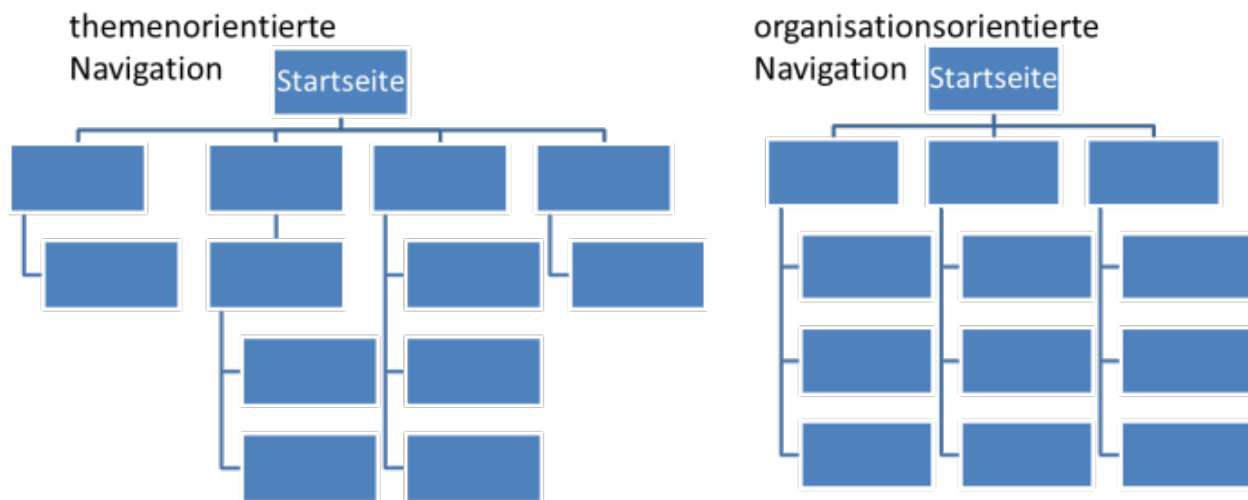 themenorientierte
Navigation
Startseite
organisationsorientierte
Navigation
Startseite